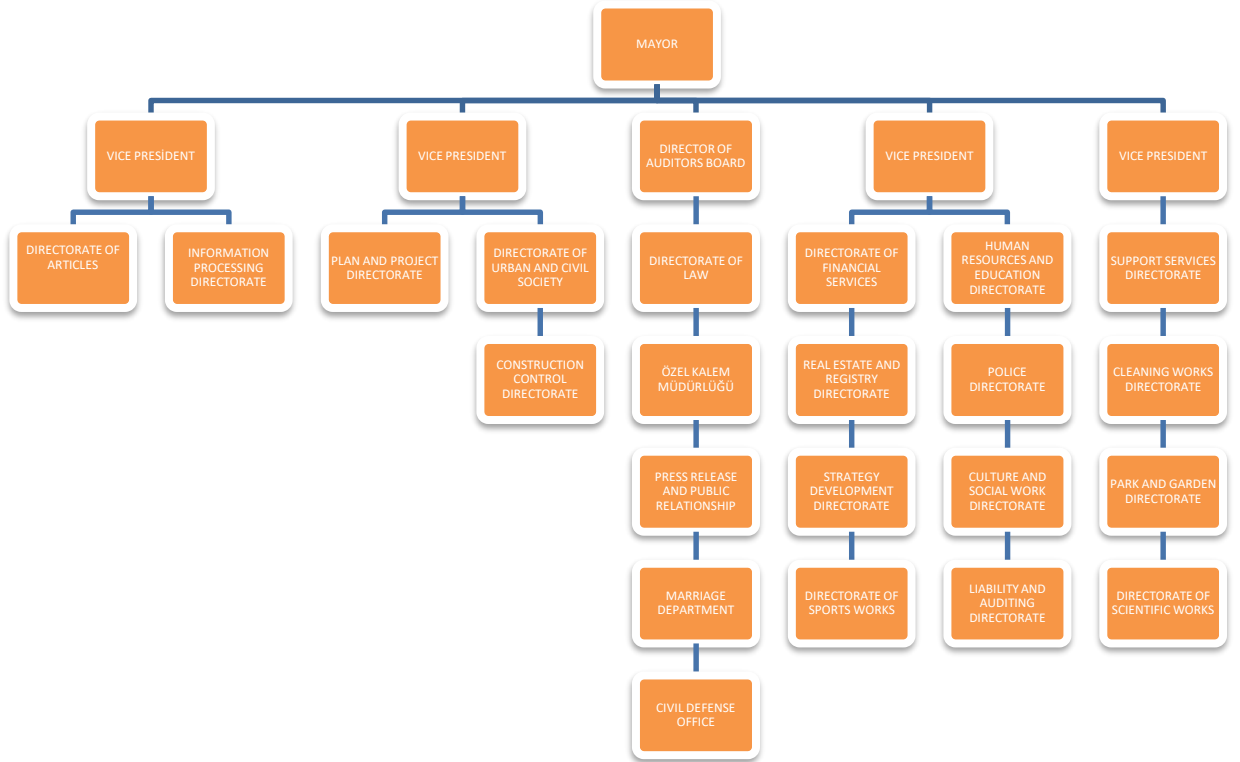 MAYOR
VICE PRESİDENT
VICE PRESIDENT
DIRECTOR OF
AUDITORS BOARD
VICE PRESIDENT
VICE PRESIDENT
DIRECTORATE OF
ARTICLES
INFORMATION
PROCESSING
DIRECTORATE
PLAN AND PROJECT
DIRECTORATE
DIRECTORATE OF
URBAN AND CIVIL
SOCIETY
DIRECTORATE OF
LAW
DIRECTORATE OF
FINANCIAL
SERVICES
HUMAN
RESOURCES AND
EDUCATION
DIRECTORATE
SUPPORT SERVICES
DIRECTORATE
CONSTRUCTION
CONTROL
DIRECTORATE
ÖZEL KALEM
MÜDÜRLÜĞÜ
REAL ESTATE AND
REGISTRY
DIRECTORATE
POLICE
DIRECTORATE
CLEANING WORKS
DIRECTORATE
PRESS RELEASE
AND PUBLIC
RELATIONSHIP
STRATEGY
DEVELOPMENT
DIRECTORATE
CULTURE AND
SOCIAL WORK
DIRECTORATE
PARK AND GARDEN
DIRECTORATE
MARRIAGE
DEPARTMENT
DIRECTORATE OF
SPORTS WORKS
LIABILITY AND
AUDITING
DIRECTORATE
DIRECTORATE OF
SCIENTIFIC WORKS
CIVIL DEFENSE
OFFICE